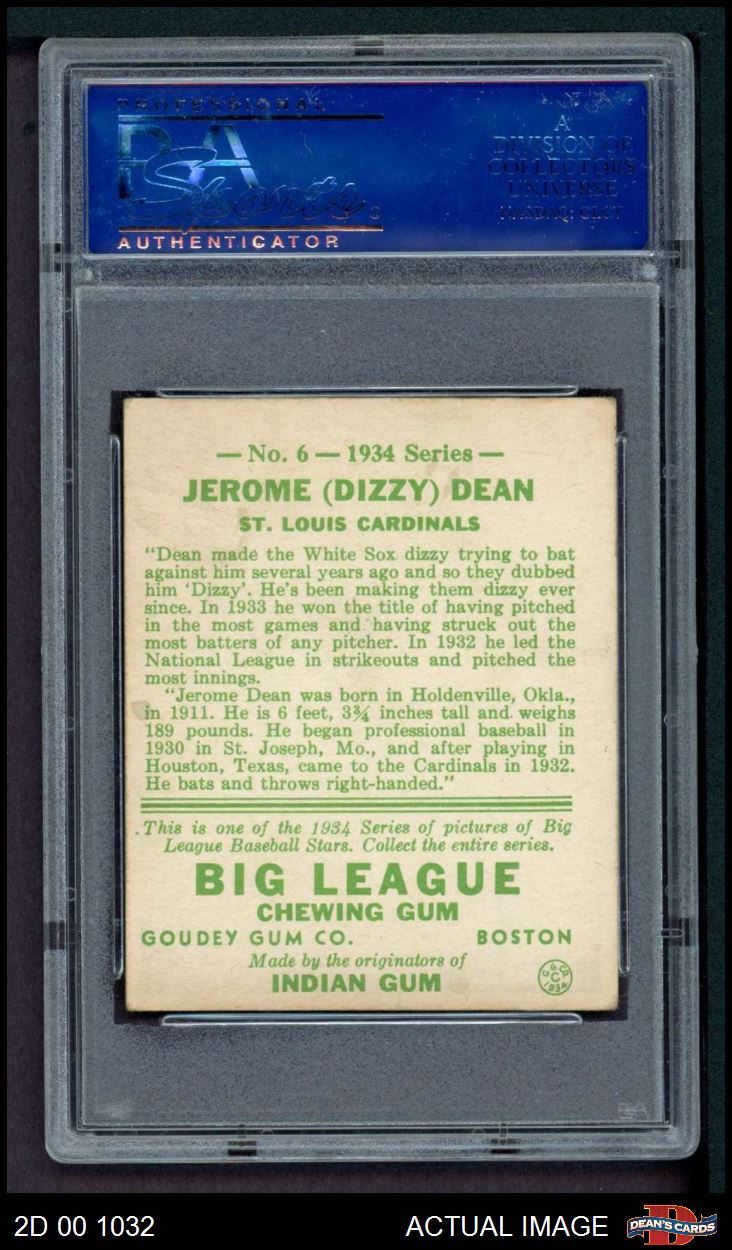 PROFESSIONAL
PSA
Sports
AUTHENTICATOR
A
DIVISION OF
COLLECTORS
UNIVERSE
NASDAQ: CLCT
— No. 6 — 1934 Series —
JEROME (DIZZY) DEAN
ST. LOUIS CARDINALS
"Dean made the White Sox dizzy trying to bat
against him several years ago and so they dubbed
him 'Dizzy'. He's been making them dizzy ever
since. In 1933 he won the title of having pitched
in the most games and having struck out the
most batters of any pitcher. In 1932 he led the
National League in strikeouts and pitched the
most innings.
"Jerome Dean was born in Holdenville, Okla.,
in 1911. He is 6 feet, 3¾ inches tall and weighs
189 pounds. He began professional baseball in
1930 in St. Joseph, Mo., and after playing in
Houston, Texas, came to the Cardinals in 1932.
He bats and throws right-handed."
This is one of the 1934 Series of pictures of Big
League Baseball Stars. Collect the entire series.
BIG LEAGUE
CHEWING GUM
GOUDEY GUM CO. BOSTON
Made by the originators of
INDIAN GUM
G.G.CO.
C
1934
2D 00 1032 ACTUAL IMAGE DEAN'S CARDS